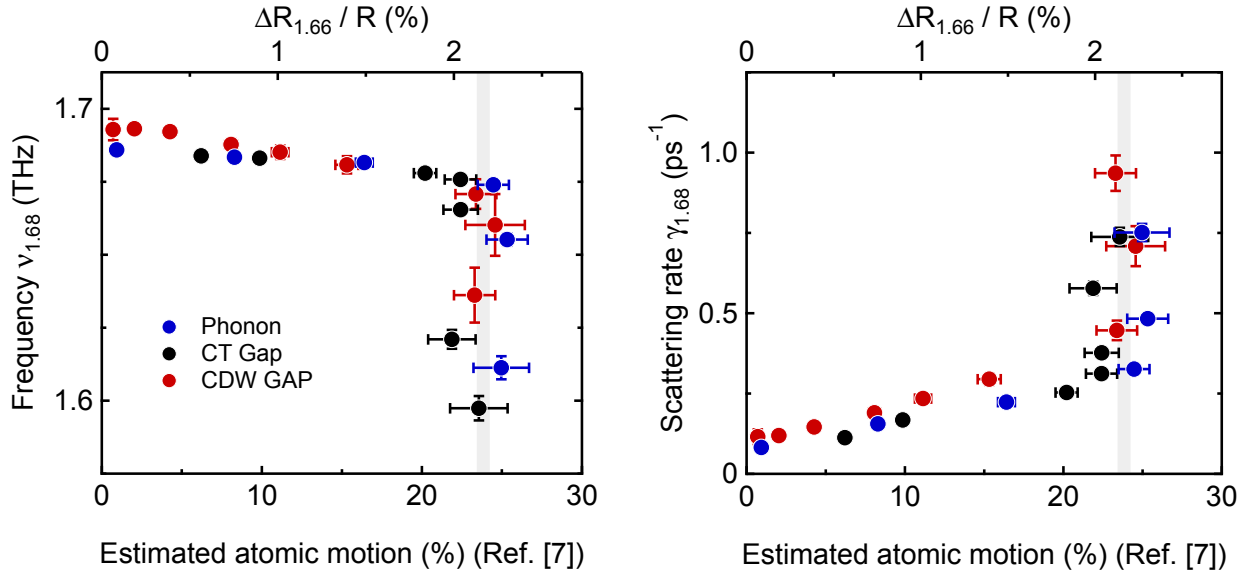 ΔR1.66 / R (%)
0 1 2
1.7
1.6
Frequency ν1.68 (THz)
Phonon
CT Gap
CDW GAP
0 10 20 30
Estimated atomic motion (%) (Ref. [7])
ΔR1.66 / R (%)
0 1 2
1.0
0.5
0
Scattering rate γ1.68 (ps-1)
0 10 20 30
Estimated atomic motion (%) (Ref. [7])